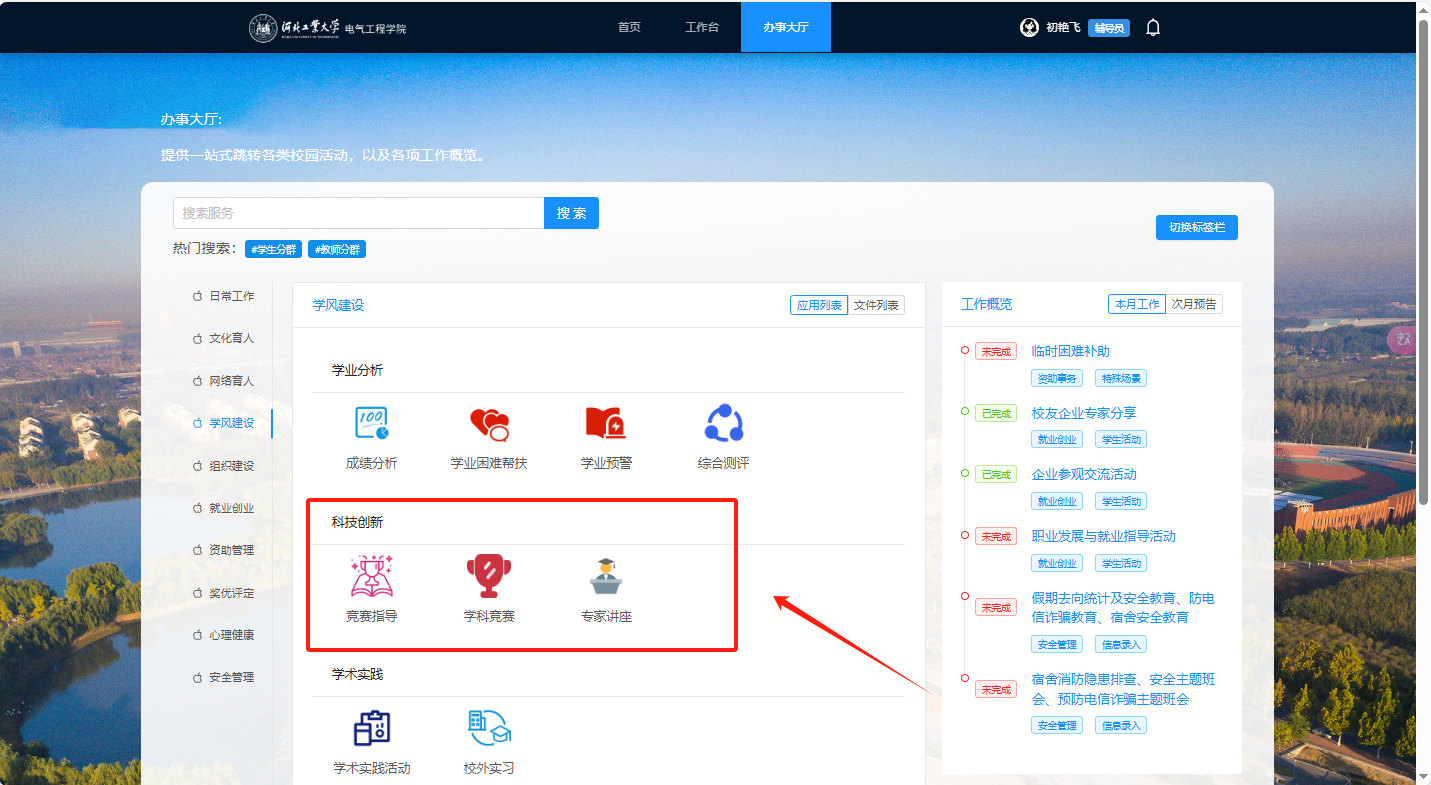 河北工业大学 电气工程学院
首页
工作台
办事大厅
初艳飞
辅导员
办事大厅:
提供一站式跳转各类校园活动，以及各项工作概览。
搜索服务
搜 索
热门搜索：
#学生分群
#教师分群
切换标签栏
日常工作
文化育人
网络育人
学风建设
组织建设
就业创业
资助管理
奖优评定
心理健康
安全管理
学风建设
应用列表
文件列表
学业分析
成绩分析
学业困难帮扶
学业预警
综合测评
科技创新
竞赛指导
学科竞赛
专家讲座
学术实践
学术实践活动
校外实习
工作概览
本月工作
次月预告
未完成
临时困难补助
资助事务
特殊场景
已完成
校友企业专家分享
就业创业
学生活动
已完成
企业参观交流活动
就业创业
学生活动
未完成
职业发展与就业指导活动
就业创业
学生活动
未完成
假期去向统计及安全教育、防电
信诈骗教育、宿舍安全教育
安全管理
信息录入
未完成
宿舍消防隐患排查、安全主题班
会、预防电信诈骗主题班会
安全管理
信息录入